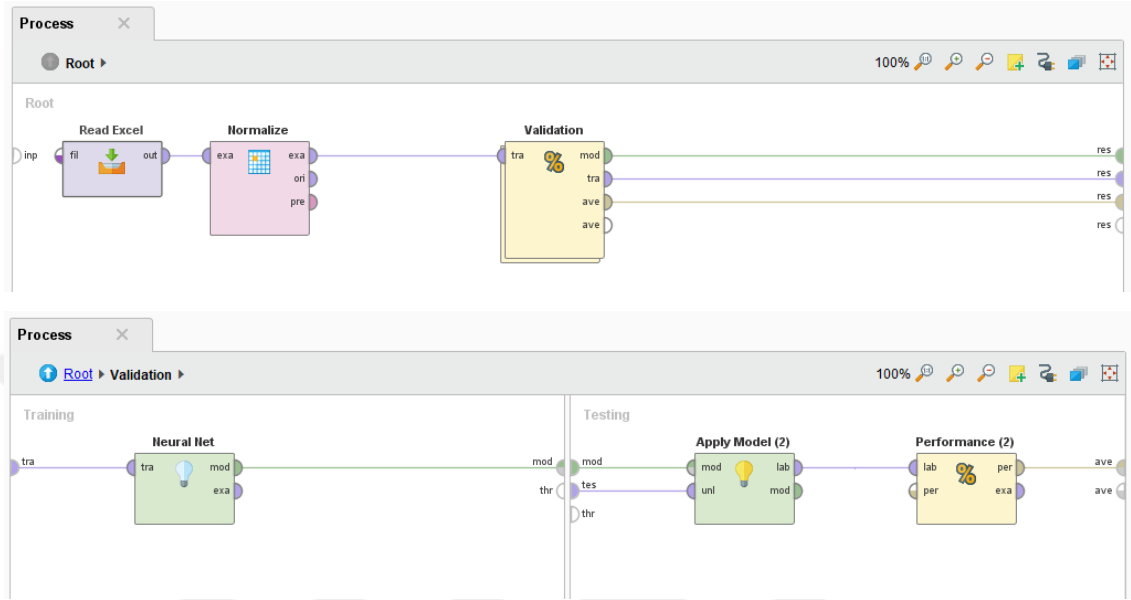 Process
Root
100%
Root
Read Excel
Normalize
Validation
inp
fil
out
exa
exa
ori
pre
tra
mod
tra
ave
ave
res
res
res
res
Process
Root Validation
100%
Training
Testing
Neural Net
Apply Model (2)
Performance (2)
tra
tra
mod
exa
mod
thr
mod
tes
thr
mod
unl
lab
mod
lab
per
per
exa
ave
ave